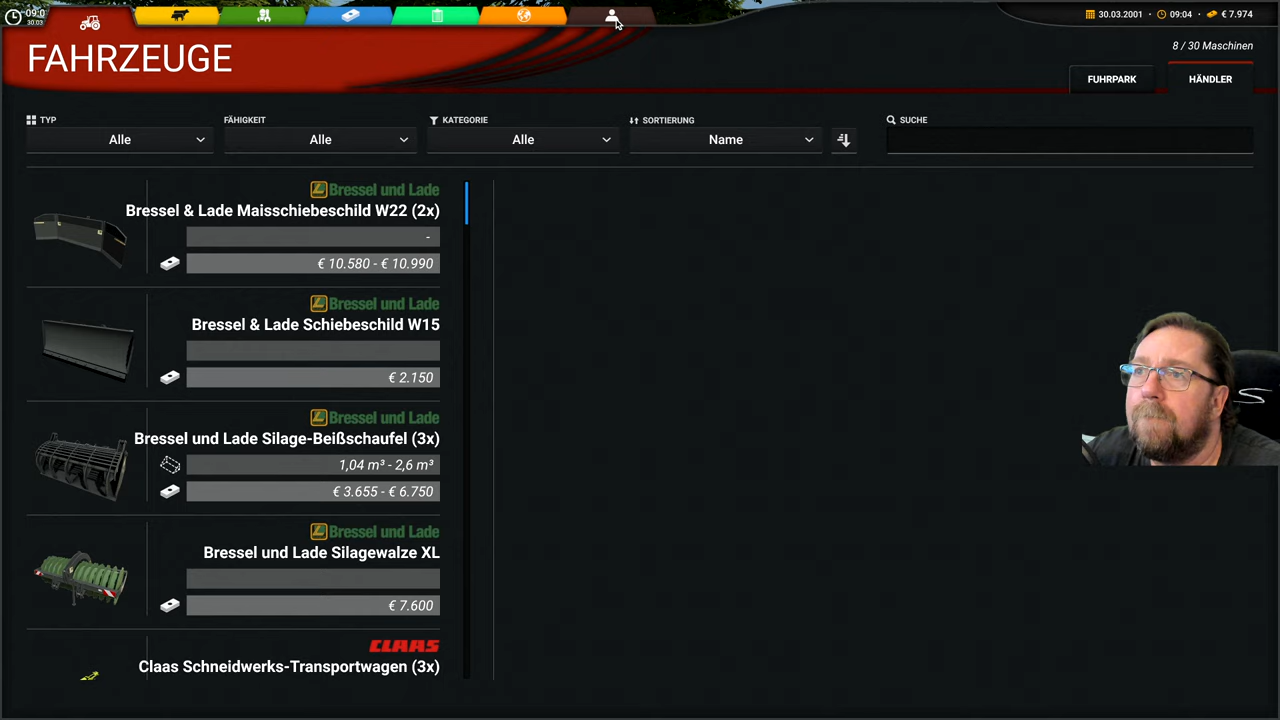 30.03
30.03.2001 · 09:04 · € 7.974
FAHRZEUGE
8 / 30 Maschinen
FUHRPARK
HÄNDLER
TYP
FÄHIGKEIT
KATEGORIE
SORTIERUNG
SUCHE
Alle
Alle
Alle
Name
Bressel und Lade
Bressel & Lade Maisschiebeschild W22 (2x)
-
€ 10.580 - € 10.990
Bressel und Lade
Bressel & Lade Schiebeschild W15
€ 2.150
Bressel und Lade
Bressel und Lade Silage-Beißschaufel (3x)
1,04 m³ - 2,6 m³
€ 3.655 - € 6.750
Bressel und Lade
Bressel und Lade Silagewalze XL
€ 7.600
CLAAS
Claas Schneidwerks-Transportwagen (3x)